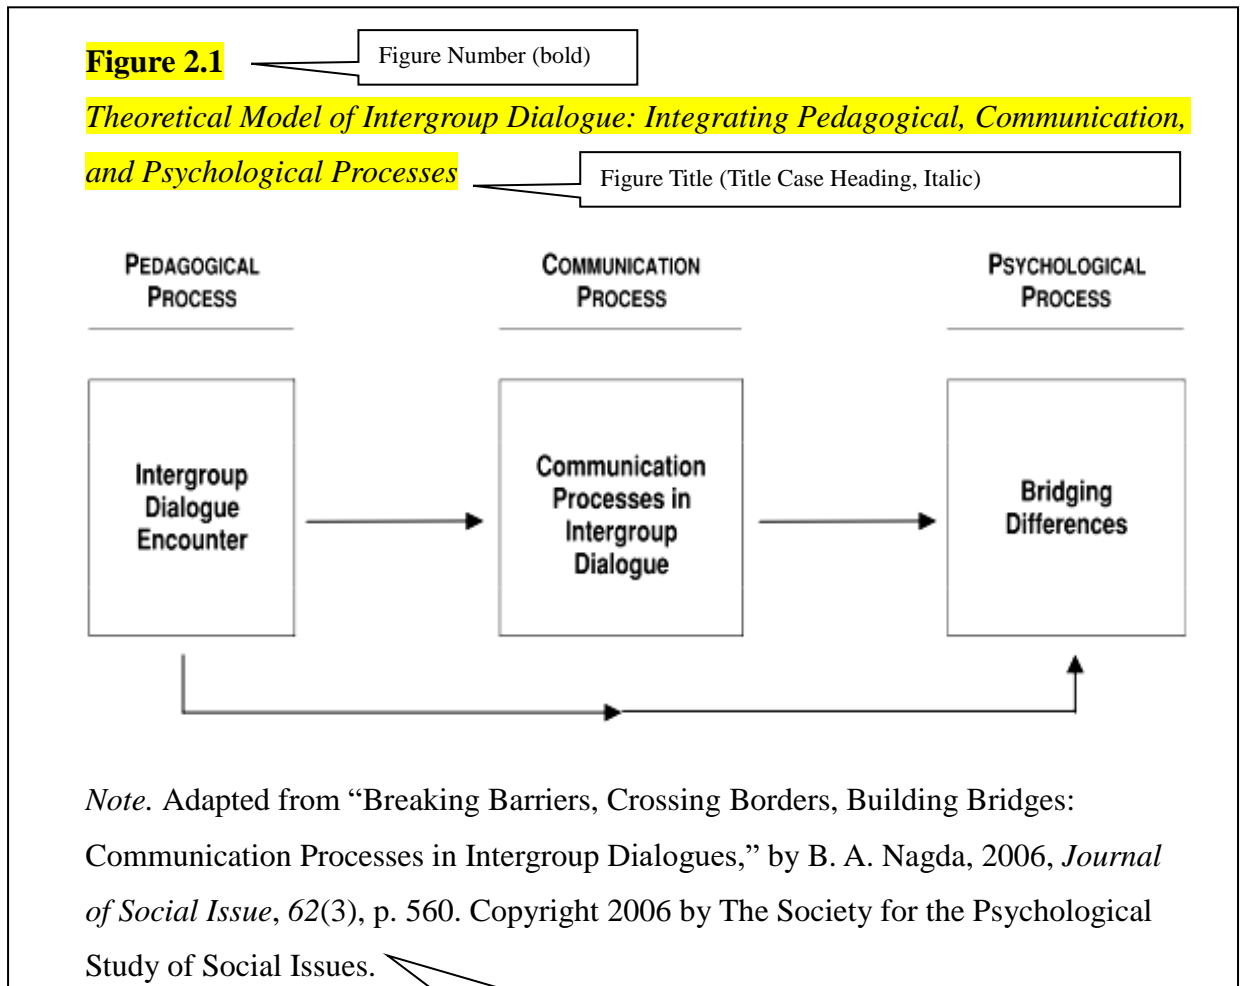 Figure 2.1
Figure Number (bold)
Theoretical Model of Intergroup Dialogue: Integrating Pedagogical, Communication,
and Psychological Processes
Figure Title (Title Case Heading, Italic)
PEDAGOGICAL
PROCESS
COMMUNICATION
PROCESS
PSYCHOLOGICAL
PROCESS
Intergroup
Dialogue
Encounter
Communication
Processes in
Intergroup
Dialogue
Bridging
Differences
Note. Adapted from “Breaking Barriers, Crossing Borders, Building Bridges:
Communication Processes in Intergroup Dialogues,” by B. A. Nagda, 2006, Journal
of Social Issue, 62(3), p. 560. Copyright 2006 by The Society for the Psychological
Study of Social Issues.